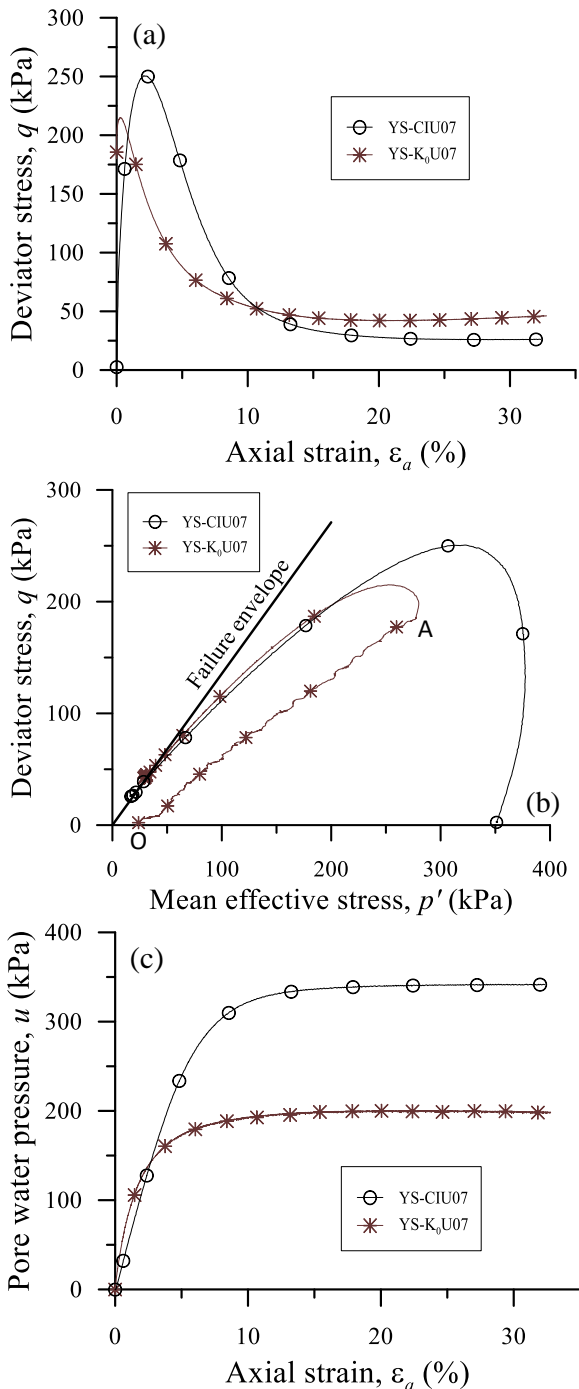 (a)
300
250
200
150
100
50
0
Deviator stress, q (kPa)
YS-CIU07
YS-K₀U07
0 10 20 30
Axial strain, εₐ (%)
300
200
100
0
Deviator stress, q (kPa)
YS-CIU07
YS-K₀U07
Failure envelope
A
O
(b)
0 100 200 300 400
Mean effective stress, p′ (kPa)
(c)
400
300
200
100
0
Pore water pressure, u (kPa)
YS-CIU07
YS-K₀U07
0 10 20 30
Axial strain, εₐ (%)